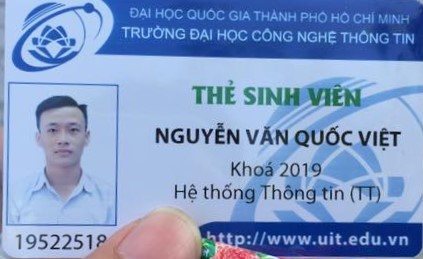 ĐẠI HỌC QUỐC GIA THÀNH PHỐ HỒ CHÍ MINH
TRƯỜNG ĐẠI HỌC CÔNG NGHỆ THÔNG TIN
THẺ SINH VIÊN
NGUYỄN VĂN QUỐC VIỆT
Khoá 2019
Hệ thống Thông tin (TT)
19522518
http://www.uit.edu.vn